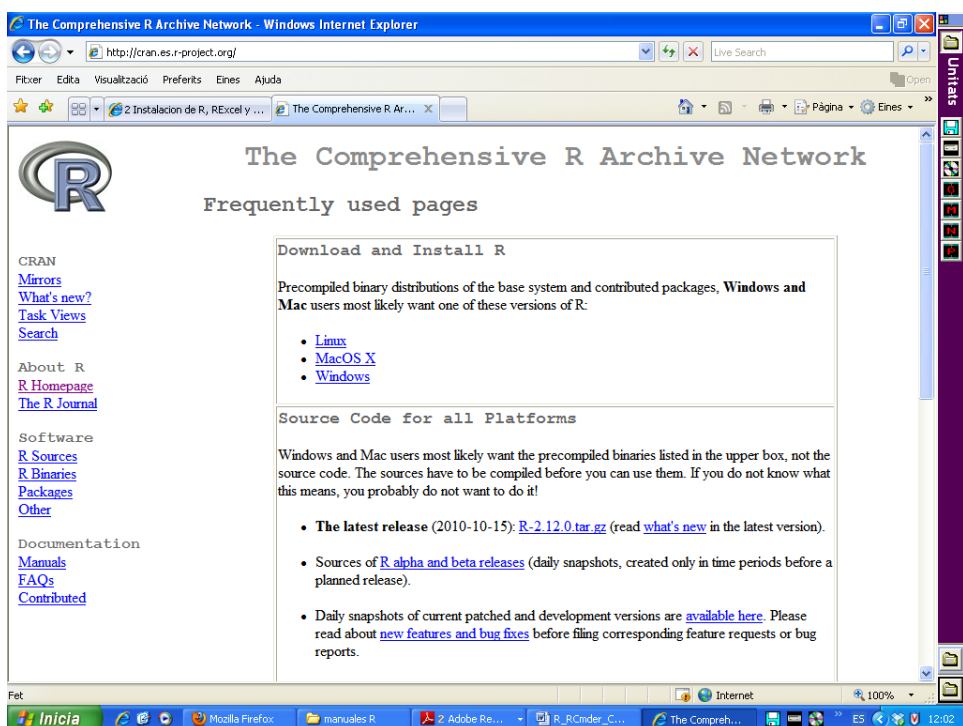 The Comprehensive R Archive Network - Windows Internet Explorer
http://cran.es.r-project.org/
Live Search
Fitxer Edita Visualització Preferits Eines Ajuda
Open
2 Instalacion de R, RExcel y ...
The Comprehensive R Ar...
Pàgina
Eines
»
Unitats
R
The Comprehensive R Archive Network
Frequently used pages
CRAN
Mirrors
What's new?
Task Views
Search
About R
R Homepage
The R Journal
Software
R Sources
R Binaries
Packages
Other
Documentation
Manuals
FAQs
Contributed
Download and Install R
Precompiled binary distributions of the base system and contributed packages, Windows and
Mac users most likely want one of these versions of R:
• Linux
• MacOS X
• Windows
Source Code for all Platforms
Windows and Mac users most likely want the precompiled binaries listed in the upper box, not the
source code. The sources have to be compiled before you can use them. If you do not know what
this means, you probably do not want to do it!
• The latest release (2010-10-15): R-2.12.0.tar.gz (read what's new in the latest version).
• Sources of R alpha and beta releases (daily snapshots, created only in time periods before a
planned release).
• Daily snapshots of current patched and development versions are available here. Please
read about new features and bug fixes before filing corresponding feature requests or bug
reports.
Fet
Internet
100%
Inicia
Mozilla Firefox
manuales R
2 Adobe Re...
R_RCmder_C...
The Compreh...
»
ES
12:02